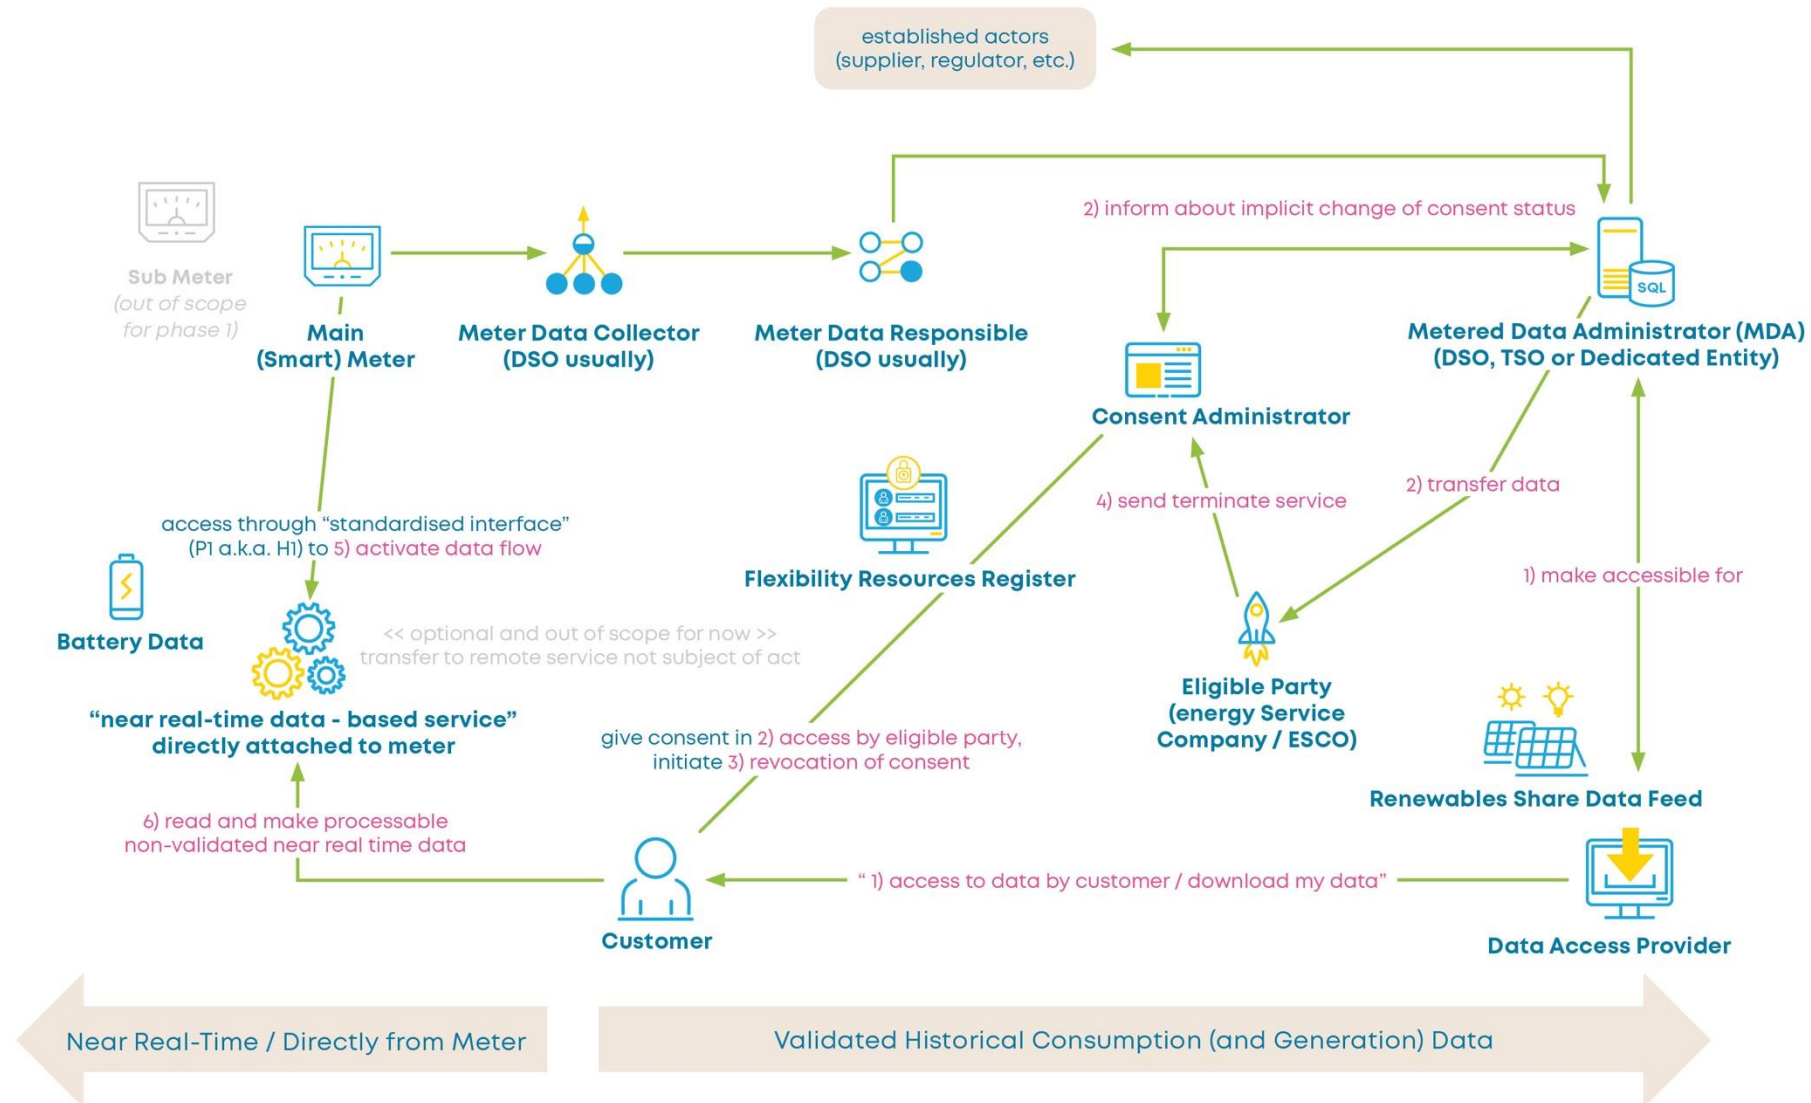 established actors
(supplier, regulator, etc.)
2) inform about implicit change of consent status
Sub Meter
(out of scope
for phase 1)
Main
(Smart) Meter
Meter Data Collector
(DSO usually)
Meter Data Responsible
(DSO usually)
SQL
Metered Data Administrator (MDA)
(DSO, TSO or Dedicated Entity)
Consent Administrator
4) send terminate service
2) transfer data
access through “standardised interface”
(P1 a.k.a. H1) to 5) activate data flow
Flexibility Resources Register
1) make accessible for
Battery Data
<< optional and out of scope for now >>
transfer to remote service not subject of act
“near real-time data - based service”
directly attached to meter
Eligible Party
(energy Service
Company / ESCO)
give consent in 2) access by eligible party,
initiate 3) revocation of consent
Renewables Share Data Feed
6) read and make processable
non-validated near real time data
“ 1) access to data by customer / download my data”
Customer
Data Access Provider
Near Real-Time / Directly from Meter
Validated Historical Consumption (and Generation) Data